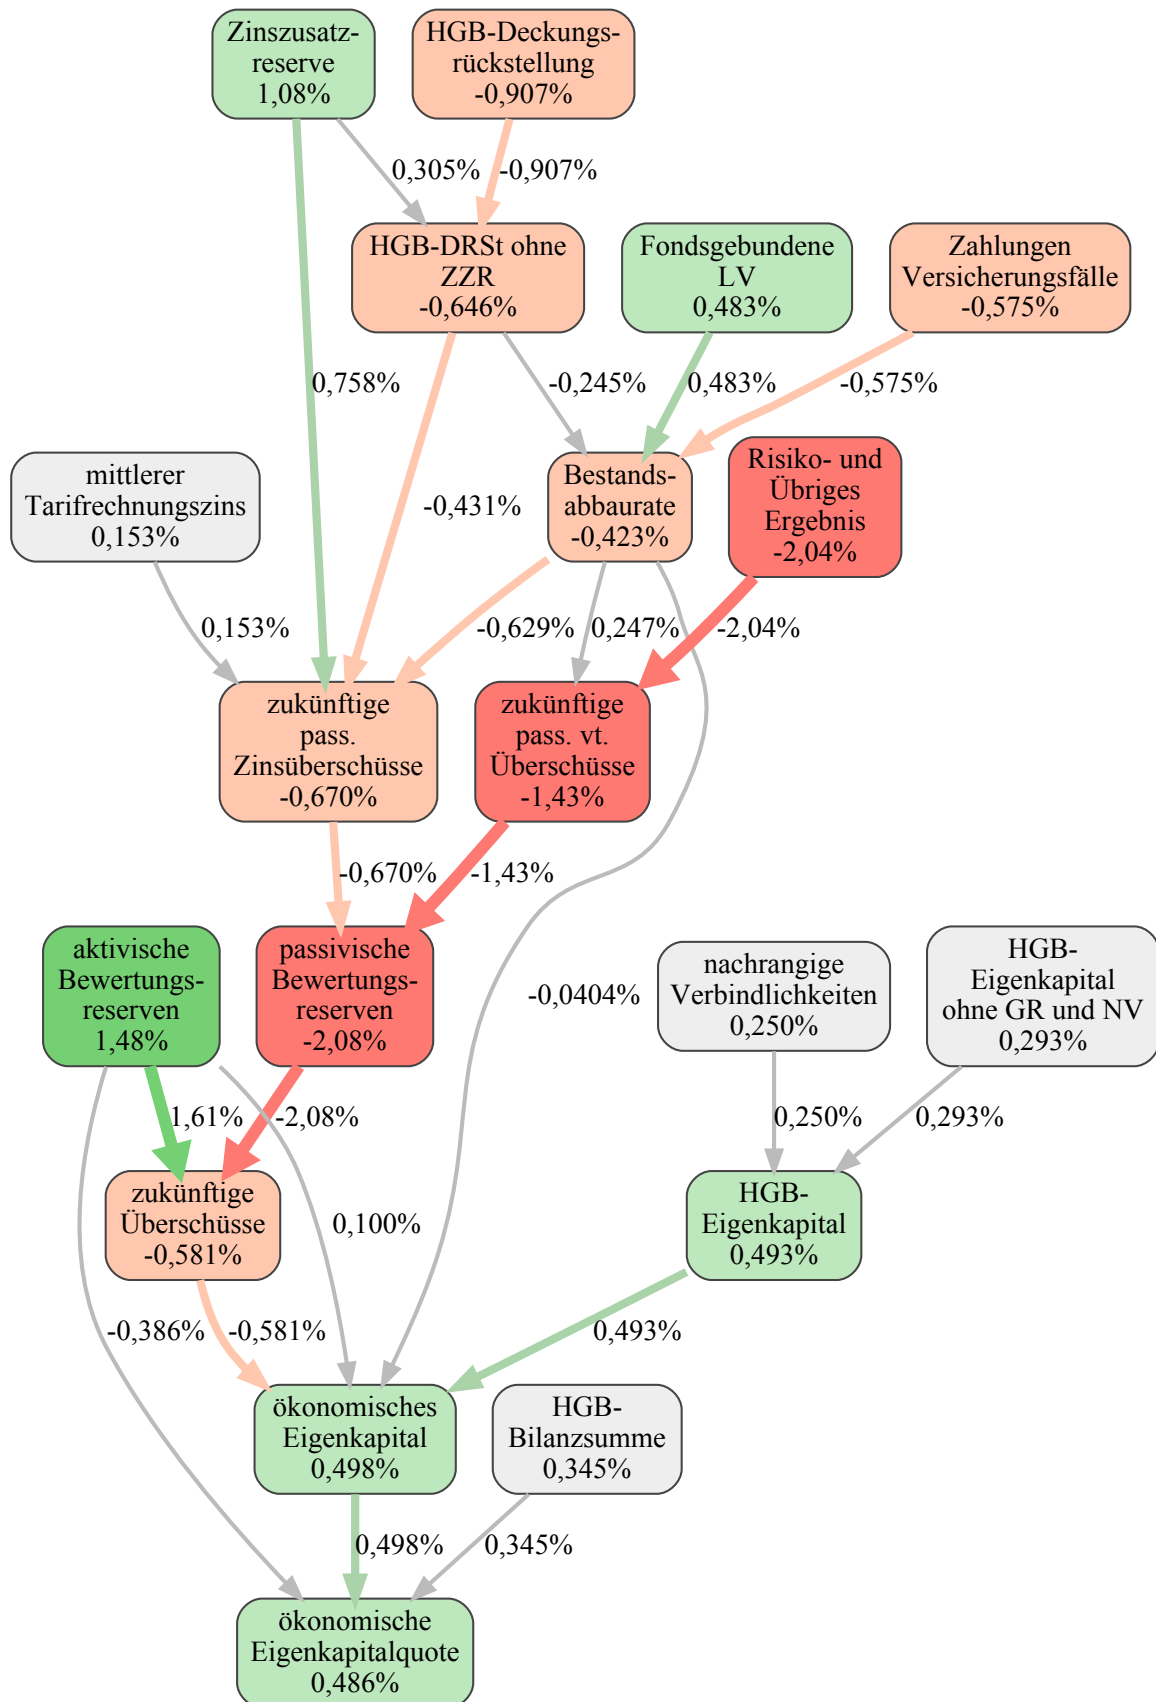 Zinszusatz-
reserve
1,08%
HGB-Deckungs-
rückstellung
-0,907%
0,305%
-0,907%
HGB-DRSt ohne
ZZR
-0,646%
Fondsgebundene
LV
0,483%
Zahlungen
Versicherungsfälle
-0,575%
0,758%
-0,245%
0,483%
-0,575%
mittlerer
Tarifrechnungszins
0,153%
-0,431%
Bestands-
abbaurate
-0,423%
Risiko- und
Übriges
Ergebnis
-2,04%
0,153%
-0,629%
0,247%
-2,04%
zukünftige
pass.
Zinsüberschüsse
-0,670%
zukünftige
pass. vt.
Überschüsse
-1,43%
-0,670%
-1,43%
aktivische
Bewertungs-
reserven
1,48%
passivische
Bewertungs-
reserven
-2,08%
-0,0404%
nachrangige
Verbindlichkeiten
0,250%
HGB-
Eigenkapital
ohne GR und NV
0,293%
1,61%
-2,08%
0,250%
0,293%
zukünftige
Überschüsse
-0,581%
0,100%
HGB-
Eigenkapital
0,493%
-0,386%
-0,581%
0,493%
ökonomisches
Eigenkapital
0,498%
HGB-
Bilanzsumme
0,345%
0,498%
0,345%
ökonomische
Eigenkapitalquote
0,486%